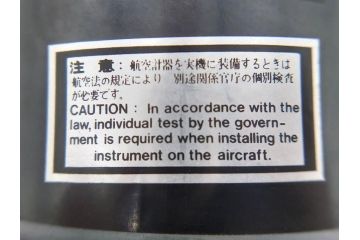 注 意：航空計器を実機に装備するときは
航空法の規定により 別途関係官庁の個別検査
が必要です。
CAUTION : In accordance with the
law, individual test by the govern-
ment is required when installing the
instrument on the aircraft.